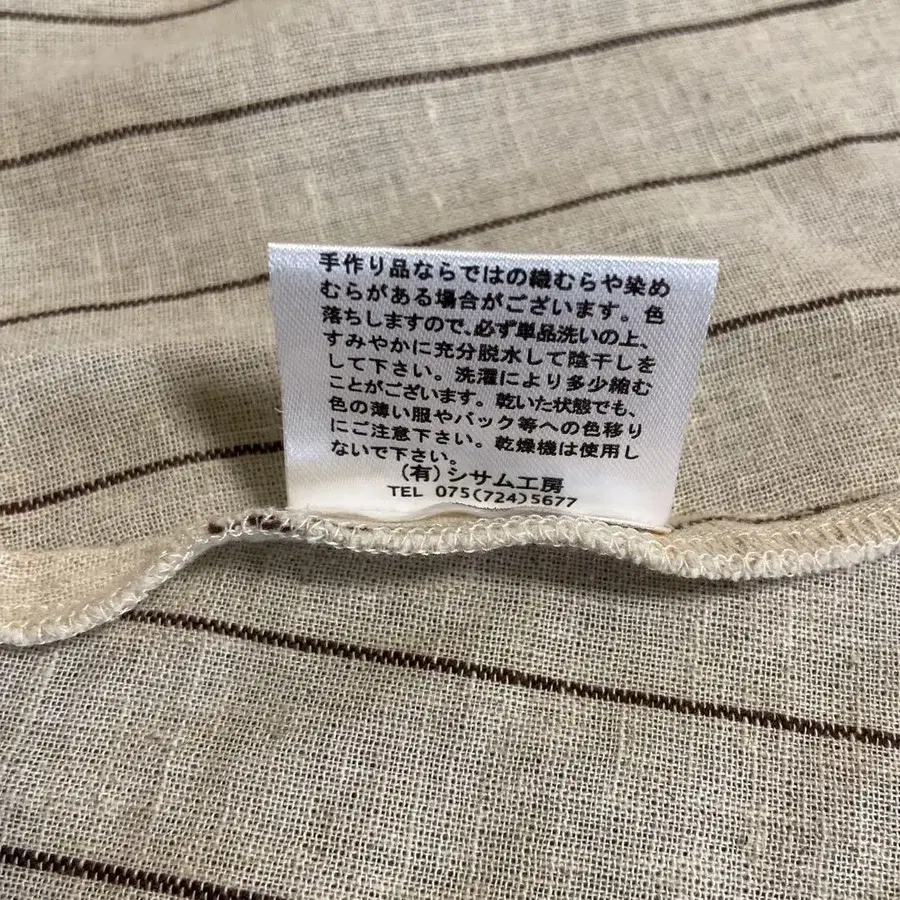 手作り品ならではの織むらや染め
むらがある場合がございます。色
落ちしますので、必ず単品洗いの上、
すみやかに充分脱水して陰干しを
して下さい。洗濯により多少縮む
ことがございます。乾いた状態でも、
色の薄い服やバック等への色移り
にご注意下さい。乾燥機は使用し
ないで下さい。
(有)シサム工房
TEL 075(724)5677